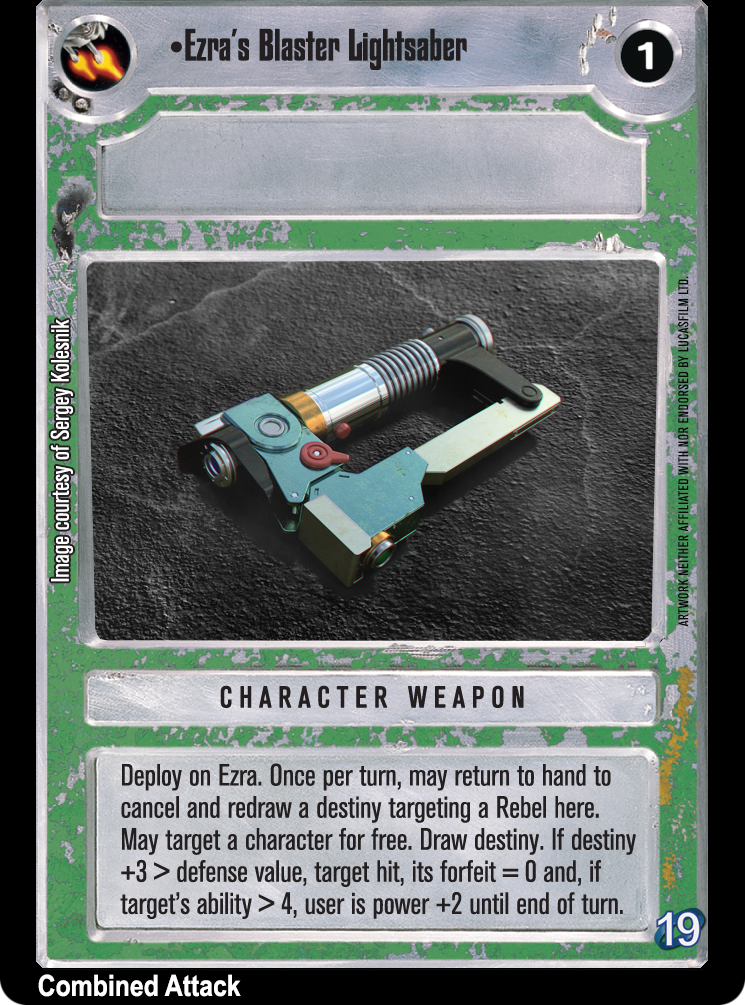 •Ezra's Blaster Lightsaber
1
Image courtesy of Sergey Kolesnik
ARTWORK NEITHER AFFILIATED WITH NOR ENDORSED BY LUCASFILM LTD.
CHARACTER WEAPON
Deploy on Ezra. Once per turn, may return to hand to
cancel and redraw a destiny targeting a Rebel here.
May target a character for free. Draw destiny. If destiny
+3 > defense value, target hit, its forfeit = 0 and, if
target's ability > 4, user is power +2 until end of turn.
19
Combined Attack